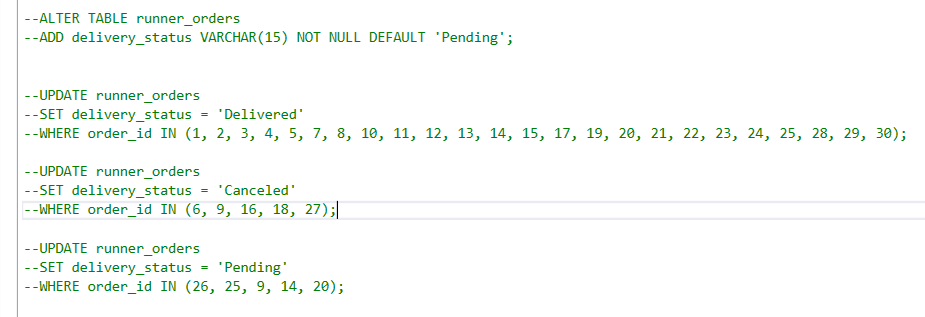 --ALTER TABLE runner_orders
--ADD delivery_status VARCHAR(15) NOT NULL DEFAULT 'Pending';
--UPDATE runner_orders
--SET delivery_status = 'Delivered'
--WHERE order_id IN (1, 2, 3, 4, 5, 7, 8, 10, 11, 12, 13, 14, 15, 17, 19, 20, 21, 22, 23, 24, 25, 28, 29, 30);
--UPDATE runner_orders
--SET delivery_status = 'Canceled'
--WHERE order_id IN (6, 9, 16, 18, 27);
--UPDATE runner_orders
--SET delivery_status = 'Pending'
--WHERE order_id IN (26, 25, 9, 14, 20);